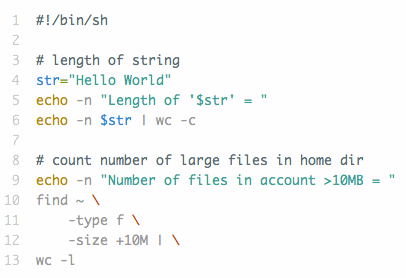 1 #!/bin/sh
2
3 # length of string
4 str="Hello World"
5 echo -n "Length of '$str' = "
6 echo -n $str | wc -c
7
8 # count number of large files in home dir
9 echo -n "Number of files in account >10MB = "
10 find ~ \
11     -type f \
12     -size +10M | \
13 wc -l